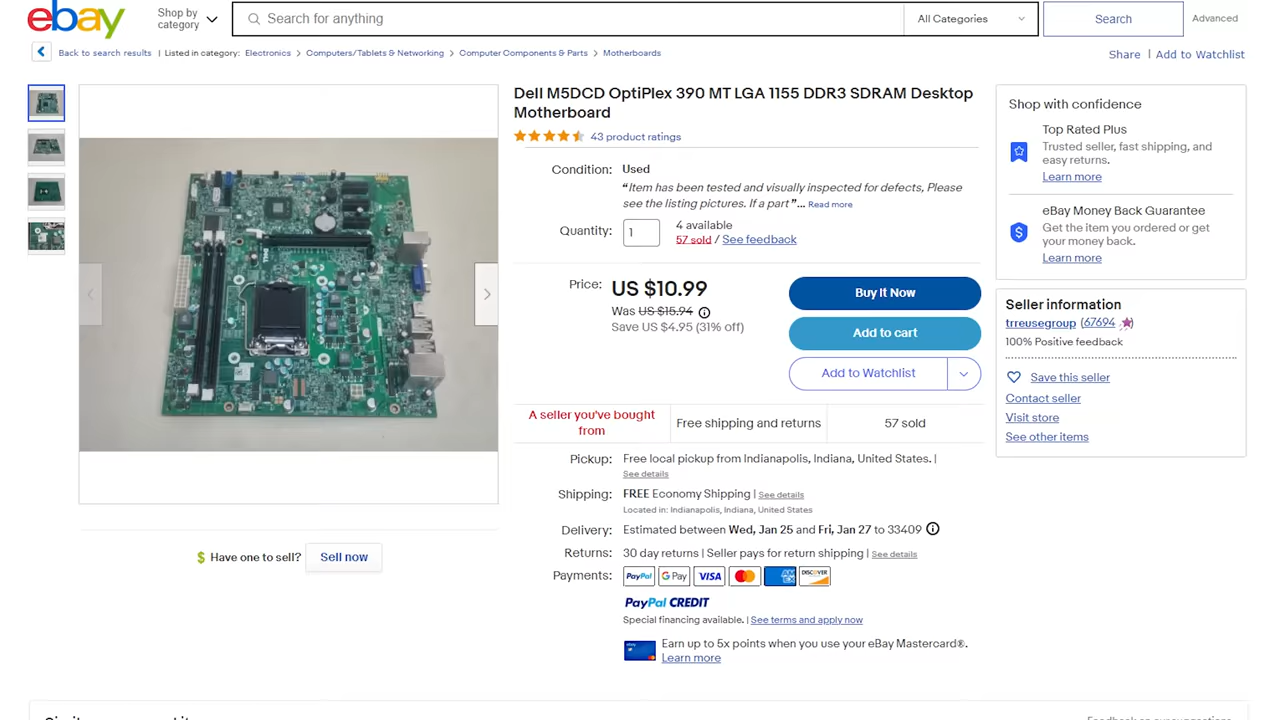 ebay
Shop by
category
Search for anything
All Categories
Search
Advanced
Back to search results | Listed in category: Electronics > Computers/Tablets & Networking > Computer Components & Parts > Motherboards
Share | Add to Watchlist
Dell M5DCD OptiPlex 390 MT LGA 1155 DDR3 SDRAM Desktop
Motherboard
43 product ratings
Condition: Used
“Item has been tested and visually inspected for defects, Please
see the listing pictures. If a part”... Read more
Quantity: 1
4 available
57 sold / See feedback
Price: US $10.99
Was US $15.94
Save US $4.95 (31% off)
Buy It Now
Add to cart
Add to Watchlist
A seller you've bought
from
Free shipping and returns
57 sold
Pickup: Free local pickup from Indianapolis, Indiana, United States. |
See details
Shipping: FREE Economy Shipping | See details
Located in: Indianapolis, Indiana, United States
Delivery: Estimated between Wed, Jan 25 and Fri, Jan 27 to 33409
Returns: 30 day returns | Seller pays for return shipping | See details
Payments: PayPal G Pay VISA DISCOVER
PayPal CREDIT
Special financing available. | See terms and apply now
Earn up to 5x points when you use your eBay Mastercard®.
Learn more
Have one to sell? Sell now
Shop with confidence
Top Rated Plus
Trusted seller, fast shipping, and
easy returns.
Learn more
eBay Money Back Guarantee
Get the item you ordered or get
your money back.
Learn more
Seller information
trreusegroup (67694)
100% Positive feedback
Save this seller
Contact seller
Visit store
See other items